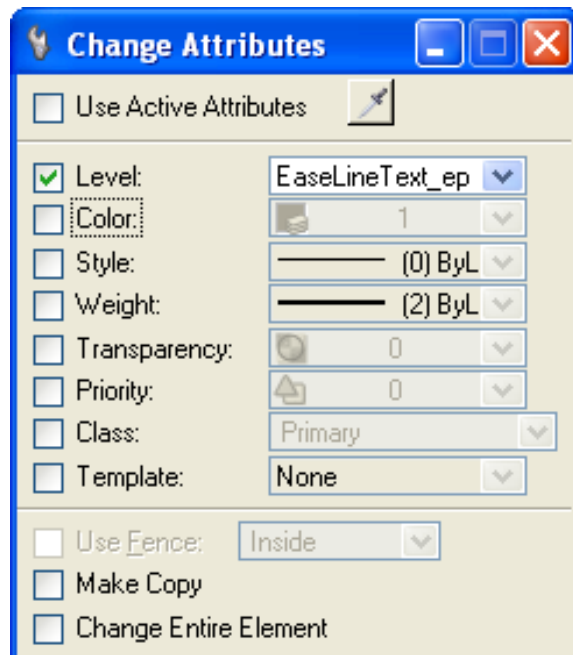 Change Attributes
Use Active Attributes
Level: EaseLineText_ep
Color: 1
Style: (0) ByL
Weight: (2) ByL
Transparency: 0
Priority: 0
Class: Primary
Template: None
Use Fence: Inside
Make Copy
Change Entire Element